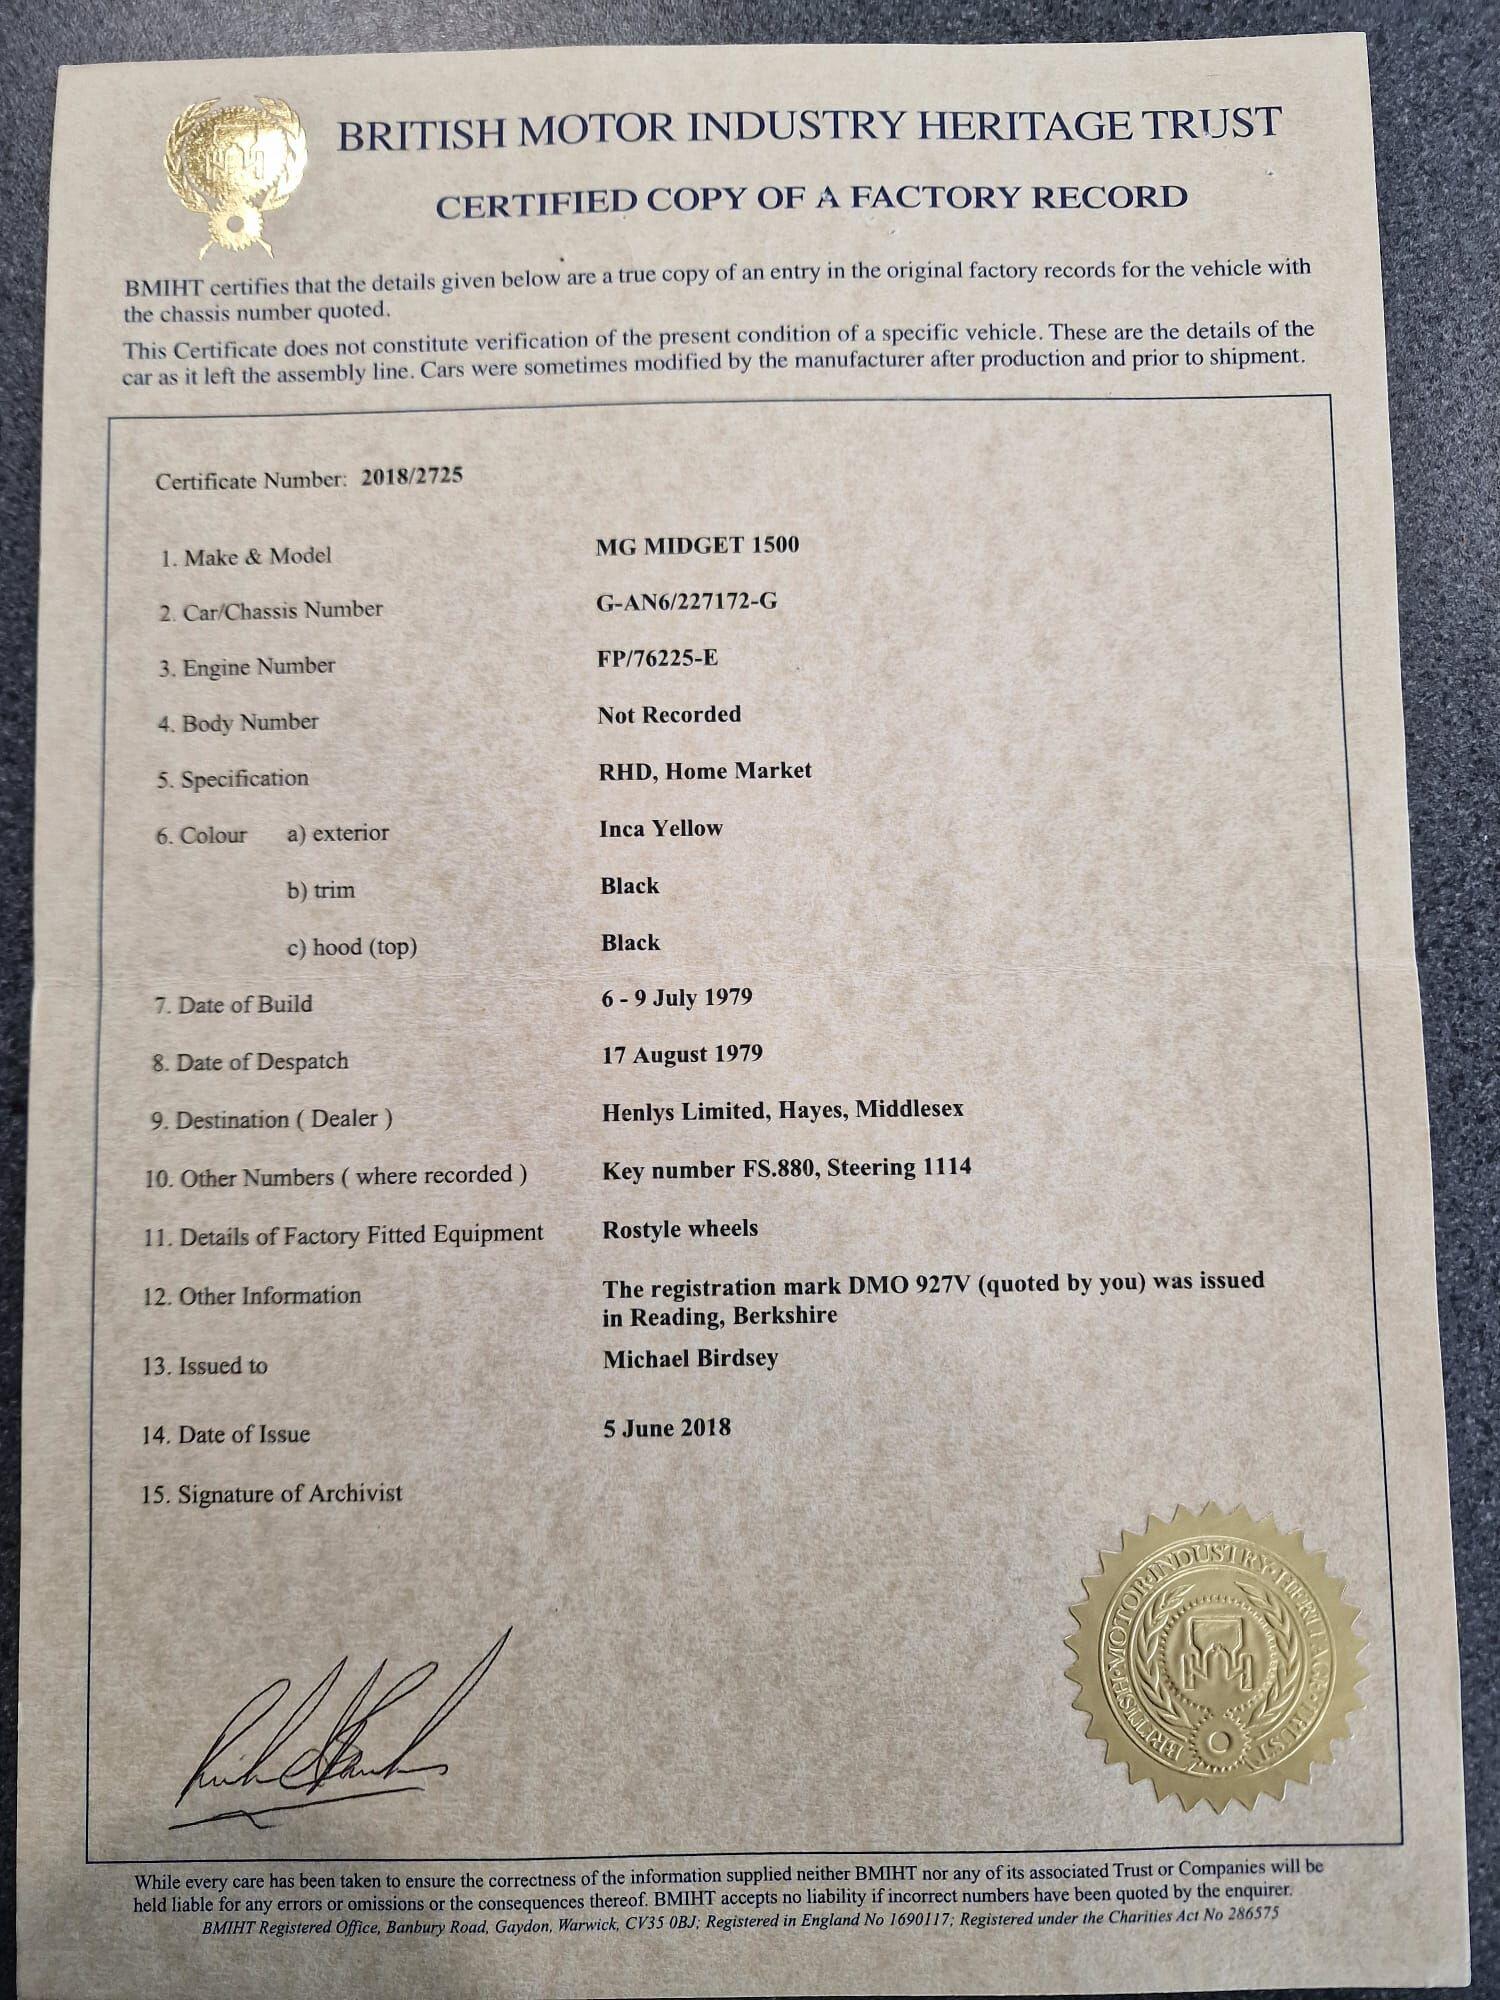 BRITISH MOTOR INDUSTRY HERITAGE TRUST
CERTIFIED COPY OF A FACTORY RECORD
BMIHT certifies that the details given below are a true copy of an entry in the original factory records for the vehicle with
the chassis number quoted.
This Certificate does not constitute verification of the present condition of a specific vehicle. These are the details of the
car as it left the assembly line. Cars were sometimes modified by the manufacturer after production and prior to shipment.
Certificate Number: 2018/2725
1. Make & Model MG MIDGET 1500
2. Car/Chassis Number G-AN6/227172-G
3. Engine Number FP/76225-E
4. Body Number Not Recorded
5. Specification RHD, Home Market
6. Colour a) exterior Inca Yellow
b) trim Black
c) hood (top) Black
7. Date of Build 6 - 9 July 1979
8. Date of Despatch 17 August 1979
9. Destination ( Dealer ) Henlys Limited, Hayes, Middlesex
10. Other Numbers ( where recorded ) Key number FS.880, Steering 1114
11. Details of Factory Fitted Equipment Rostyle wheels
12. Other Information The registration mark DMO 927V (quoted by you) was issued
in Reading, Berkshire
13. Issued to Michael Birdsey
14. Date of Issue 5 June 2018
15. Signature of Archivist
BRITISH·MOTOR·INDUSTRY·HERITAGE·TRUST
While every care has been taken to ensure the correctness of the information supplied neither BMIHT nor any of its associated Trust or Companies will be
held liable for any errors or omissions or the consequences thereof. BMIHT accepts no liability if incorrect numbers have been quoted by the enquirer.
BMIHT Registered Office, Banbury Road, Gaydon, Warwick, CV35 0BJ; Registered in England No 1690117; Registered under the Charities Act No 286575